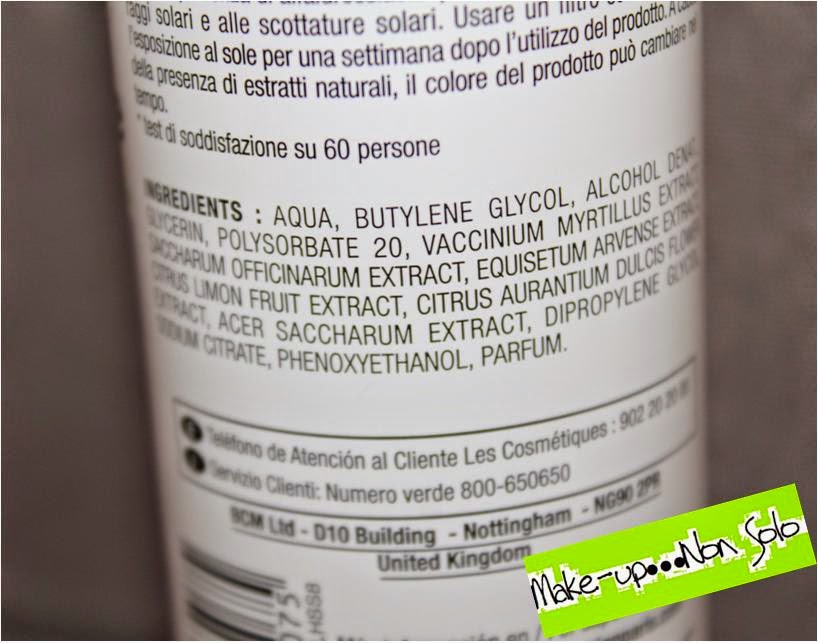 raggi solari e alle scottature solari. Usare un filtro
l'esposizione al sole per una settimana dopo l'utilizzo del prodotto. A
della presenza di estratti naturali, il colore del prodotto può cambiare nel
tempo.
*test di soddisfazione su 60 persone
INGREDIENTS : AQUA, BUTYLENE GLYCOL, ALCOHOL DENAT
GLYCERIN, POLYSORBATE 20, VACCINIUM MYRTILLUS EXTRACT
SACCHARUM OFFICINARUM EXTRACT, EQUISETUM ARVENSE EXTRACT
CITRUS LIMON FRUIT EXTRACT, CITRUS AURANTIUM DULCIS FLOWER
EXTRACT, ACER SACCHARUM EXTRACT, DIPROPYLENE GLYCOL
SODIUM CITRATE, PHENOXYETHANOL, PARFUM.
Teléfono de Atención al Cliente Les Cosmétiques : 902 20 20
Servizio Clienti: Numero verde 800-650650
BCM Ltd - D10 Building - Nottingham - NG90 2PR
United Kingdom
Make-up...Non Solo
075